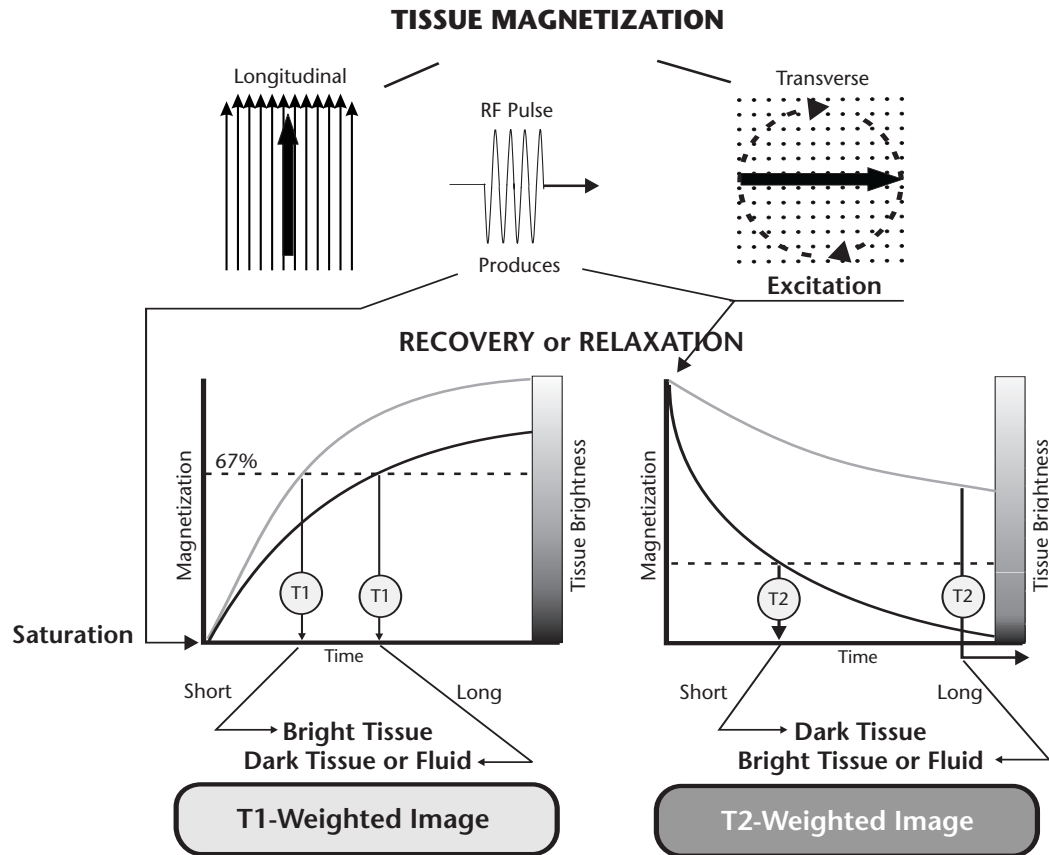 TISSUE MAGNETIZATION
Longitudinal
RF Pulse
Transverse
Produces
Excitation
RECOVERY or RELAXATION
67%
Magnetization
T1
T1
Tissue Brightness
Saturation
Time
Short
Long
Bright Tissue
Dark Tissue or Fluid
T1-Weighted Image
Magnetization
T2
T2
Tissue Brightness
Time
Short
Long
Dark Tissue
Bright Tissue or Fluid
T2-Weighted Image